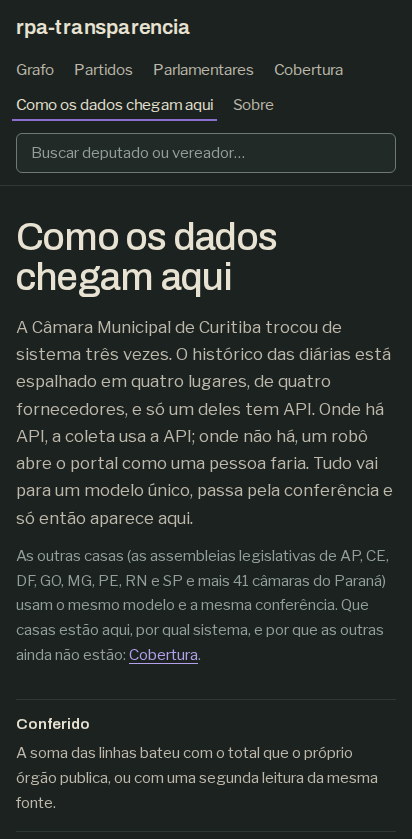 rpa-transparencia
Grafo Partidos Parlamentares Cobertura
Como os dados chegam aqui Sobre
Buscar deputado ou vereador...
Como os dados
chegam aqui
A Câmara Municipal de Curitiba trocou de
sistema três vezes. O histórico das diárias está
espalhado em quatro lugares, de quatro
fornecedores, e só um deles tem API. Onde há
API, a coleta usa a API; onde não há, um robô
abre o portal como uma pessoa faria. Tudo vai
para um modelo único, passa pela conferência e
só então aparece aqui.
As outras casas (as assembleias legislativas de AP, CE,
DF, GO, MG, PE, RN e SP e mais 41 câmaras do Paraná)
usam o mesmo modelo e a mesma conferência. Que
casas estão aqui, por qual sistema, e por que as outras
ainda não estão: Cobertura.
Conferido
A soma das linhas bateu com o total que o próprio
órgão publica, ou com uma segunda leitura da mesma
fonte.